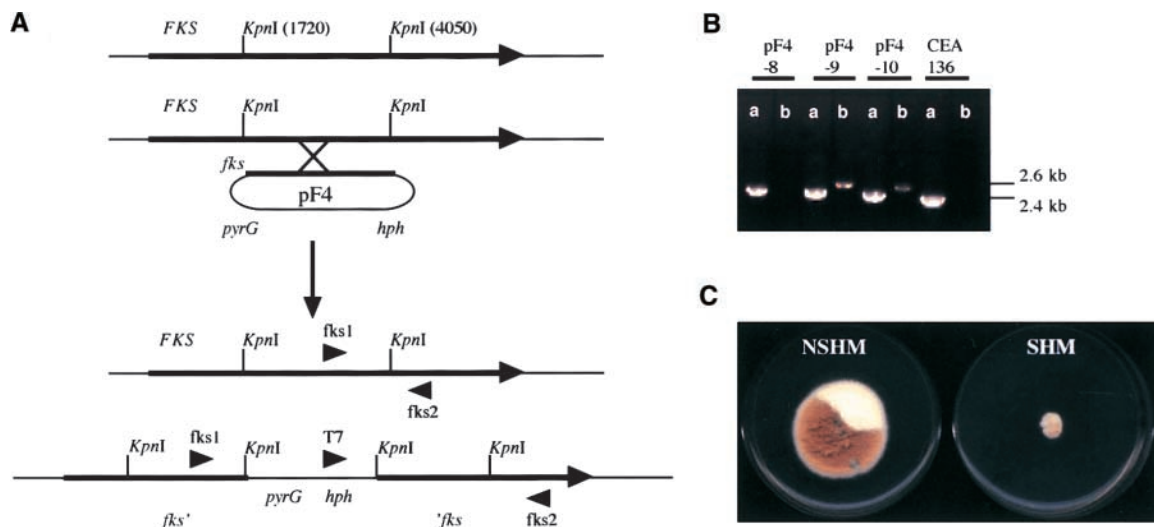 A
FKS KpnI (1720) KpnI (4050)
FKS KpnI KpnI
fks
pF4
pyrG hph
fks1
FKS KpnI KpnI
fks2
KpnI fks1 KpnI T7 KpnI KpnI
pyrG hph fks2
fks' 'fks
B
pF4 pF4 pF4 CEA
-8 -9 -10 136
a b a b a b a b
2.6 kb
2.4 kb
C
NSHM SHM